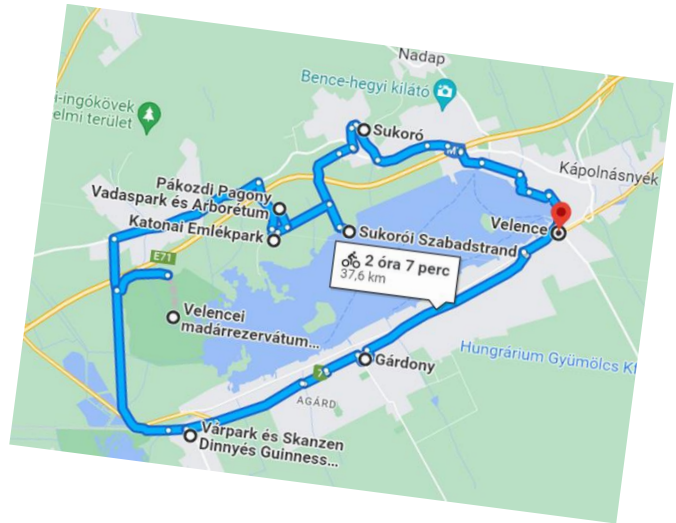 Nadap
Bence-hegyi kilátó
i-ingókövek
elmi terület
Sukoró
Kápolnásnyék
Pákozdi Pagony
Vadaspark és Arborétum
Katonai Emlékpark
Velence
Sukorói Szabadstrand
2 óra 7 perc
37,6 km
E71
Velencei
madárrezervátum...
Hungrárium Gyümölcs Kf
Gárdony
7
AGÁRD
Várpark és Skanzen
Dinnyés Guinness...